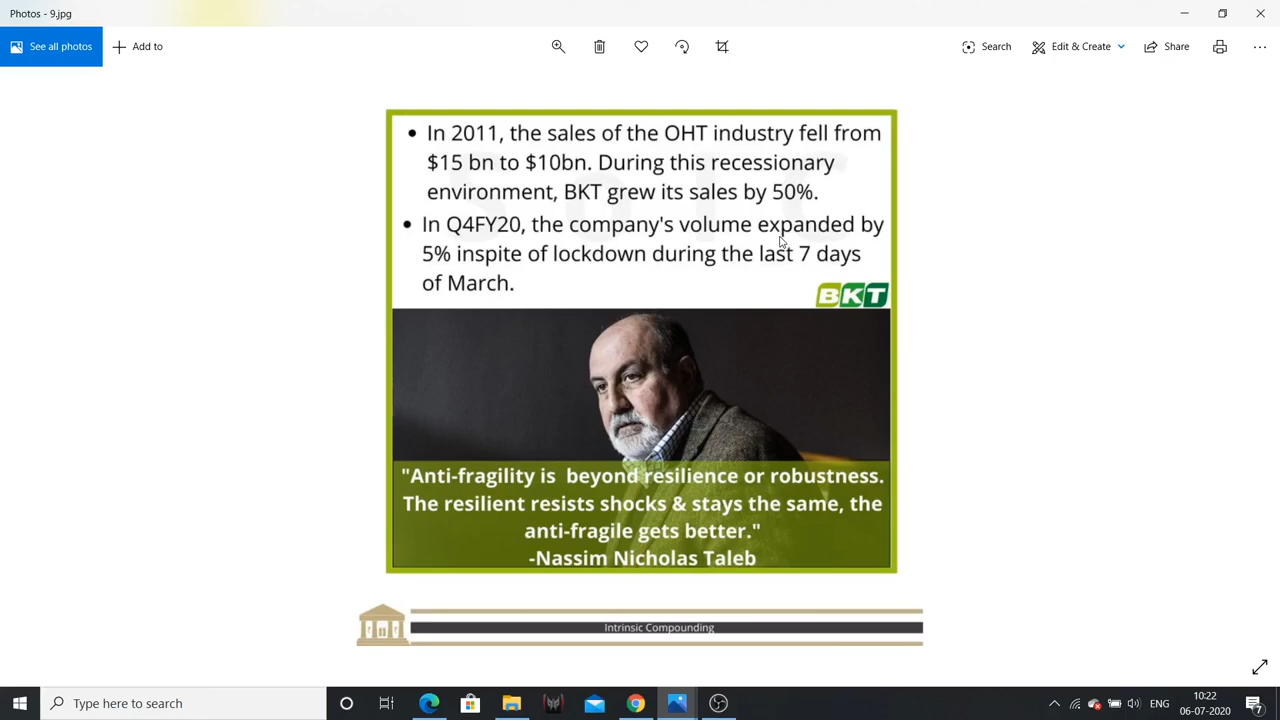 Photos - 9.jpg
See all photos
Add to
Search
Edit & Create
Share
• In 2011, the sales of the OHT industry fell from
$15 bn to $10bn. During this recessionary
environment, BKT grew its sales by 50%.
• In Q4FY20, the company's volume expanded by
5% inspite of lockdown during the last 7 days
of March.
BKT
"Anti-fragility is beyond resilience or robustness.
The resilient resists shocks & stays the same, the
anti-fragile gets better."
-Nassim Nicholas Taleb
Intrinsic Compounding
Type here to search
ENG
10:22
06-07-2020
7